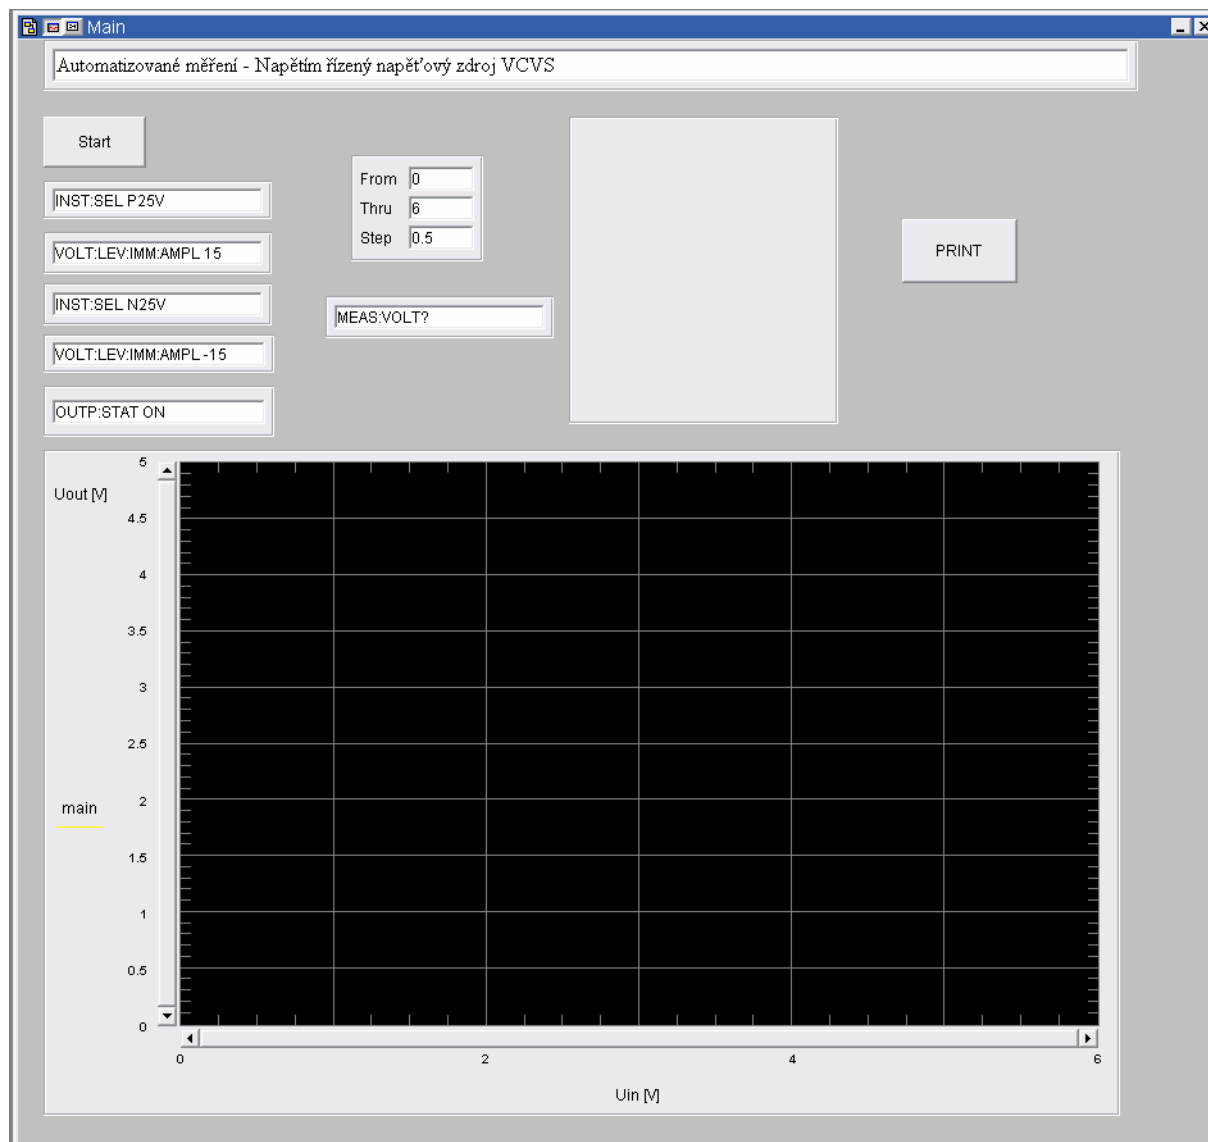 Main
Automatizované měření - Napětím řízený napěťový zdroj VCVS
Start
INST:SEL P25V
VOLT:LEV:IMM:AMPL 15
INST:SEL N25V
VOLT:LEV:IMM:AMPL -15
OUTP:STAT ON
From 0
Thru 6
Step 0.5
MEAS:VOLT?
PRINT
Uout [V]
5
4.5
4
3.5
3
2.5
2
1.5
1
0.5
0
main
0 2 4 6
Uin [V]